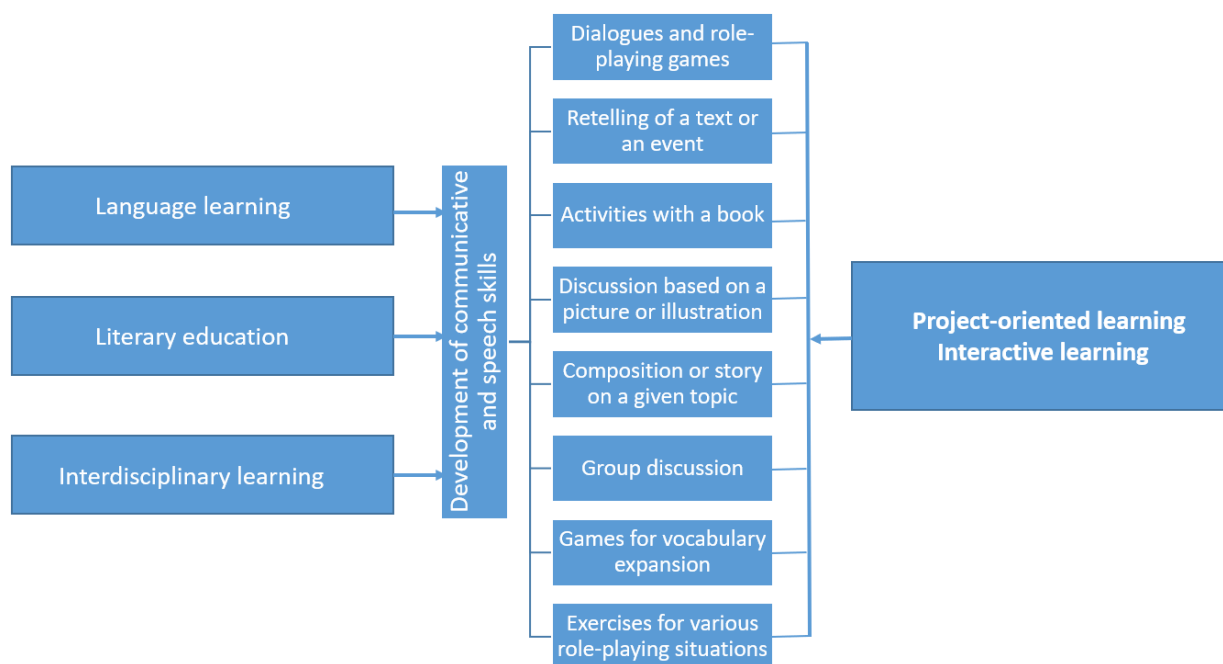 Language learning
Literary education
Interdisciplinary learning
Development of communicative
and speech skills
Dialogues and role-
playing games
Retelling of a text or
an event
Activities with a book
Discussion based on a
picture or illustration
Composition or story
on a given topic
Group discussion
Games for vocabulary
expansion
Exercises for various
role-playing situations
Project-oriented learning
Interactive learning